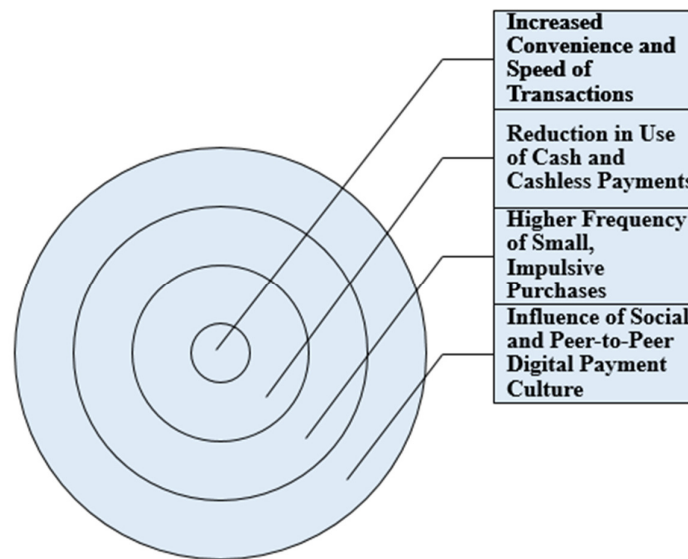 Increased
Convenience and
Speed of
Transactions
Reduction in Use
of Cash and
Cashless Payments
Higher Frequency
of Small,
Impulsive
Purchases
Influence of Social
and Peer-to-Peer
Digital Payment
Culture